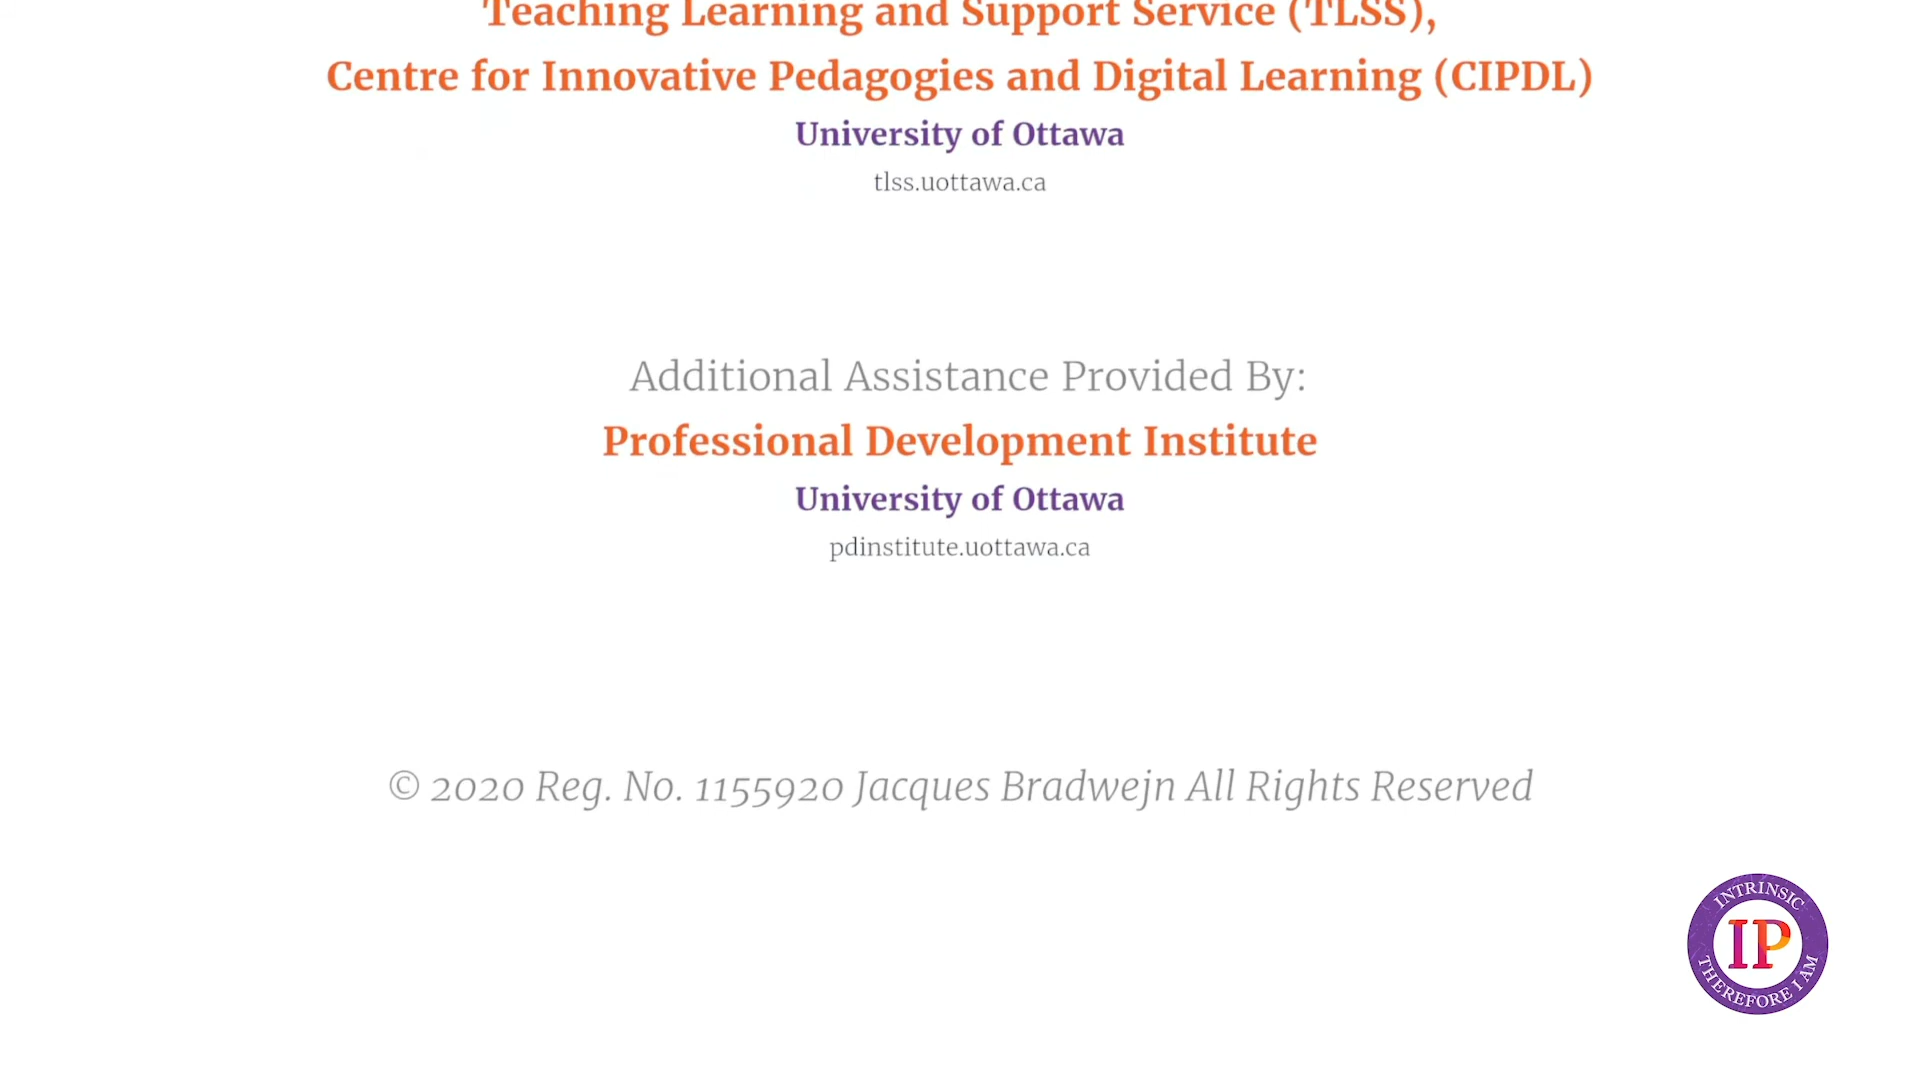 Teaching Learning and Support Service (TLSS),
Centre for Innovative Pedagogies and Digital Learning (CIPDL)
University of Ottawa
tlss.uottawa.ca
Additional Assistance Provided By:
Professional Development Institute
University of Ottawa
pdinstitute.uottawa.ca
© 2020 Reg. No. 1155920 Jacques Bradwejn All Rights Reserved
INTRINSIC
IP
THEREFORE I AM